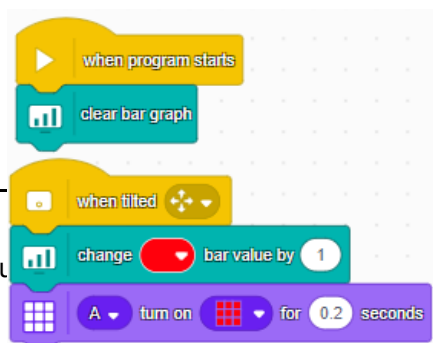 when program starts
clear bar graph
when tilted
change bar value by 1
A turn on for 0.2 seconds